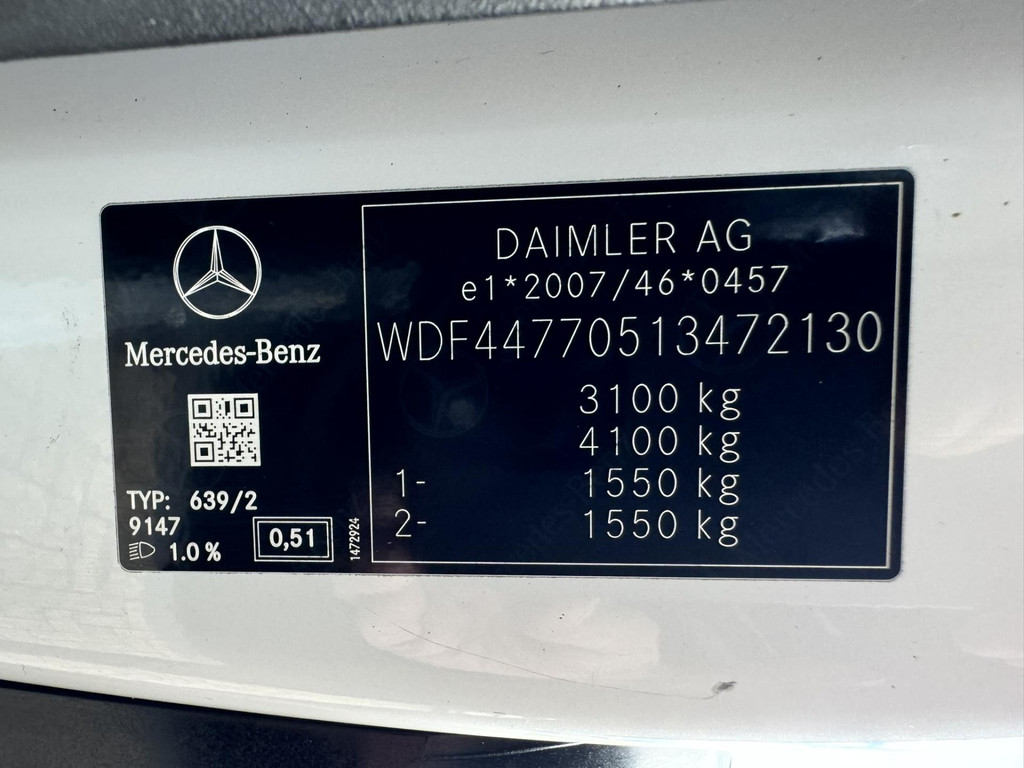 Mercedes-Benz
TYP: 639/2
9147
1.0 %
0,51
1472924
DAIMLER AG
e1*2007/46*0457
WDF44770513472130
3100 kg
4100 kg
1- 1550 kg
2- 1550 kg